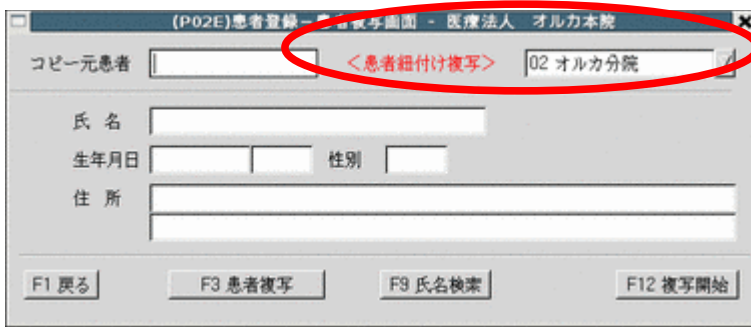 (P02E)患者登録－患者複写画面 - 医療法人 オルカ本院
コピー元患者 <患者紐付け複写> 02 オルカ分院
氏 名
生年月日 性別
住 所
F1 戻る F3 患者複写 F9 氏名検索 F12 複写開始